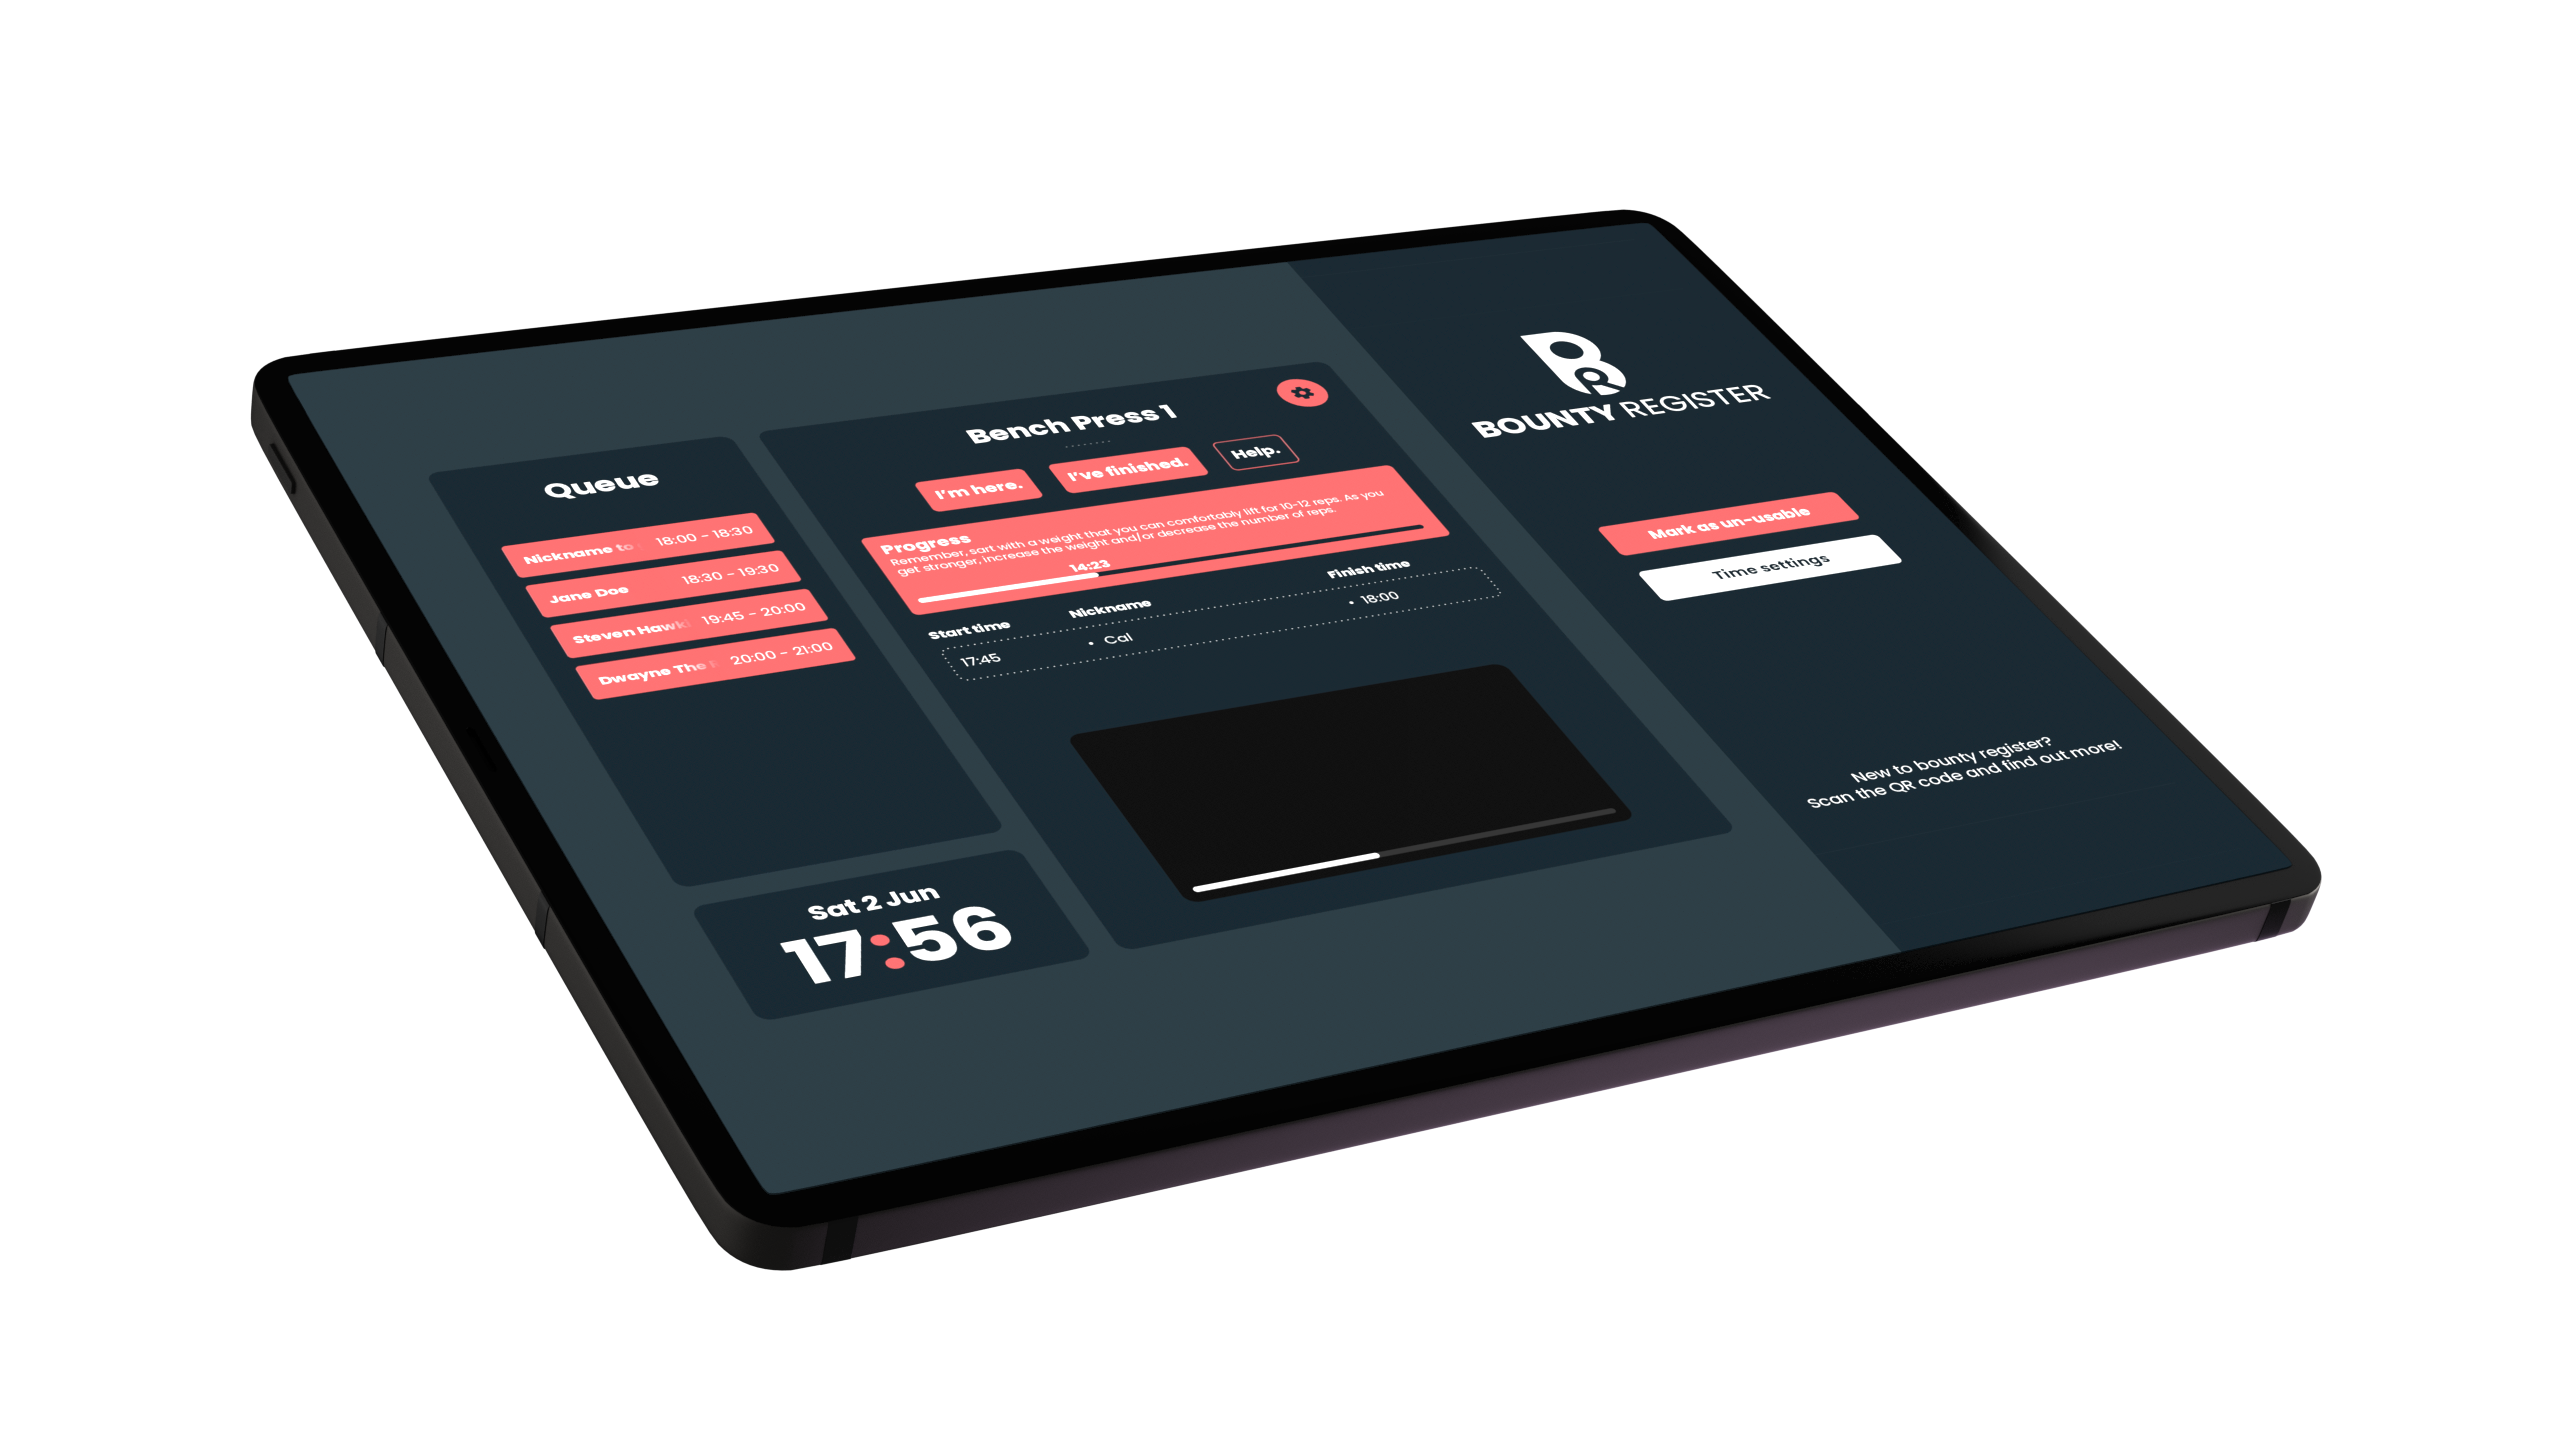 Queue
Nickname to
18:00 - 18:30
Jane Doe
18:30 - 19:30
Steven Hawki
19:45 - 20:00
Dwayne The
20:00 - 21:00
Sat 2 Jun
17:56
Bench Press 1
I'm here.
I've finished.
Help.
Progress
Remember, sart with a weight that you can comfortably lift for 10-12 reps. As you
get stronger, increase the weight and/or decrease the number of reps.
14:23
Start time
Nickname
Finish time
17:45
• Cal
• 18:00
BR
BOUNTY REGISTER
Mark as un-usable
Time settings
New to bounty register?
Scan the QR code and find out more!